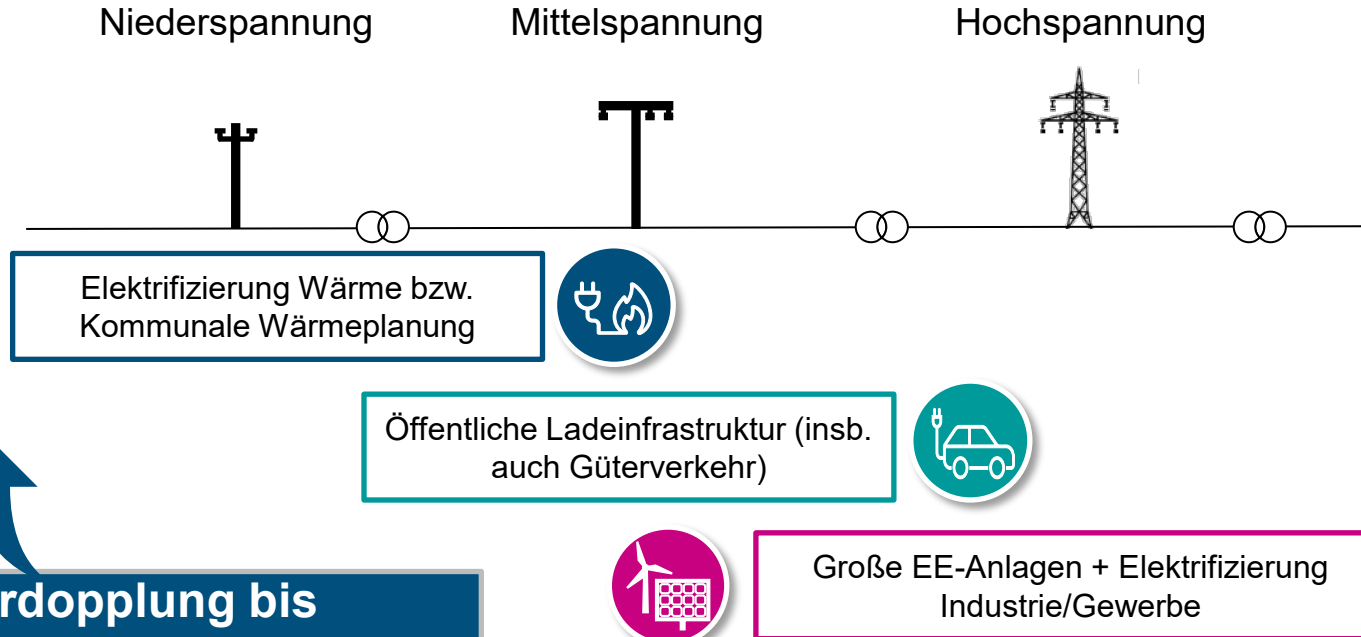 Niederspannung Mittelspannung Hochspannung
Elektrifizierung Wärme bzw.
Kommunale Wärmeplanung
Öffentliche Ladeinfrastruktur (insb.
auch Güterverkehr)
Große EE-Anlagen + Elektrifizierung
Industrie/Gewerbe
rdopplung bis